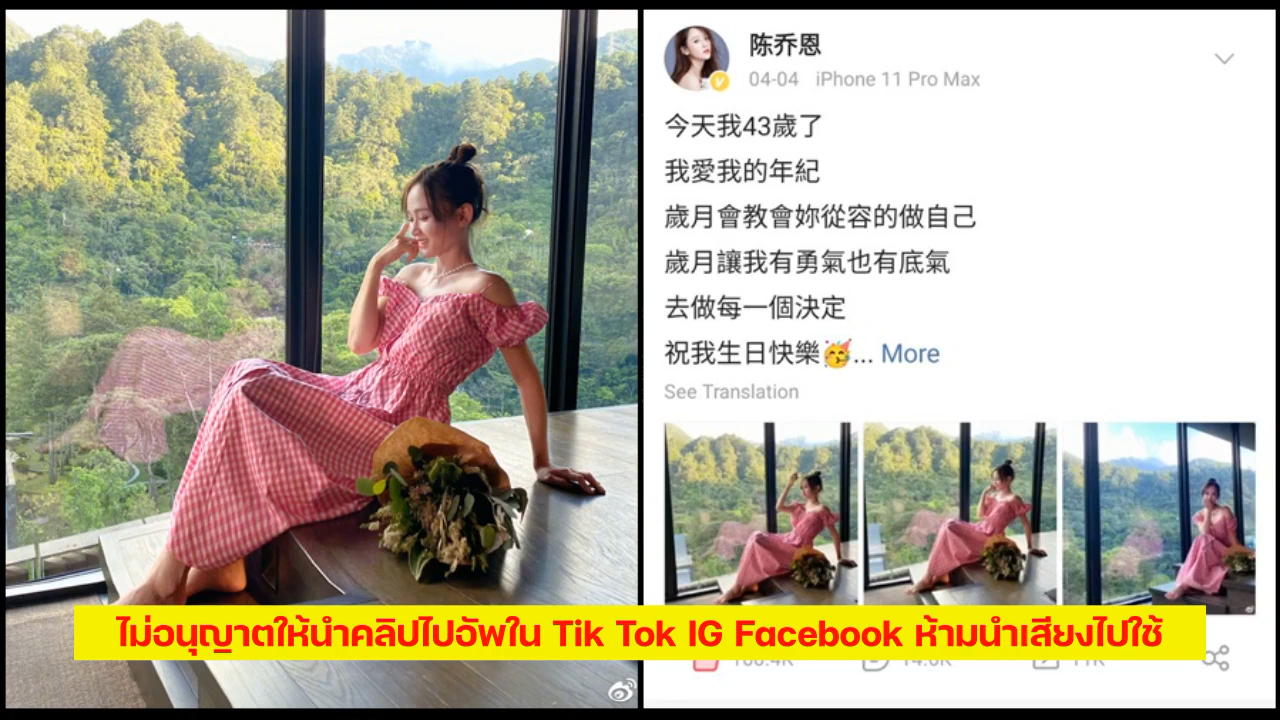 陈乔恩
04-04 iPhone 11 Pro Max
今天我43歲了
我愛我的年紀
歲月會教會妳從容的做自己
歲月讓我有勇氣也有底氣
去做每一個決定
祝我生日快樂🥳... More
See Translation
ไม่อนุญาตให้นำคลิปไปอัพใน Tik Tok IG Facebook ห้ามนำเสียงไปใช้